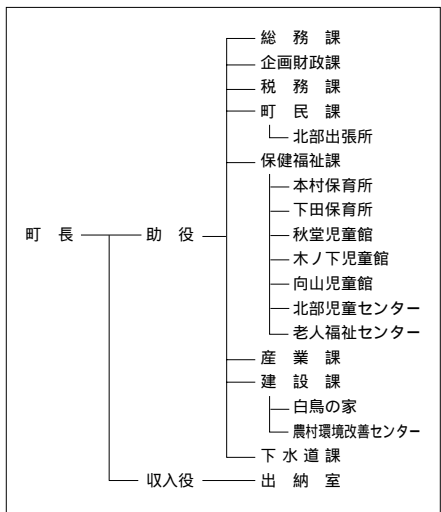 総務課
企画財政課
税務課
町民課
北部出張所
保健福祉課
本村保育所
下田保育所
町長 助役 秋堂児童館
木ノ下児童館
向山児童館
北部児童センター
老人福祉センター
産業課
建設課
白鳥の家
農村環境改善センター
下水道課
収入役 出納室